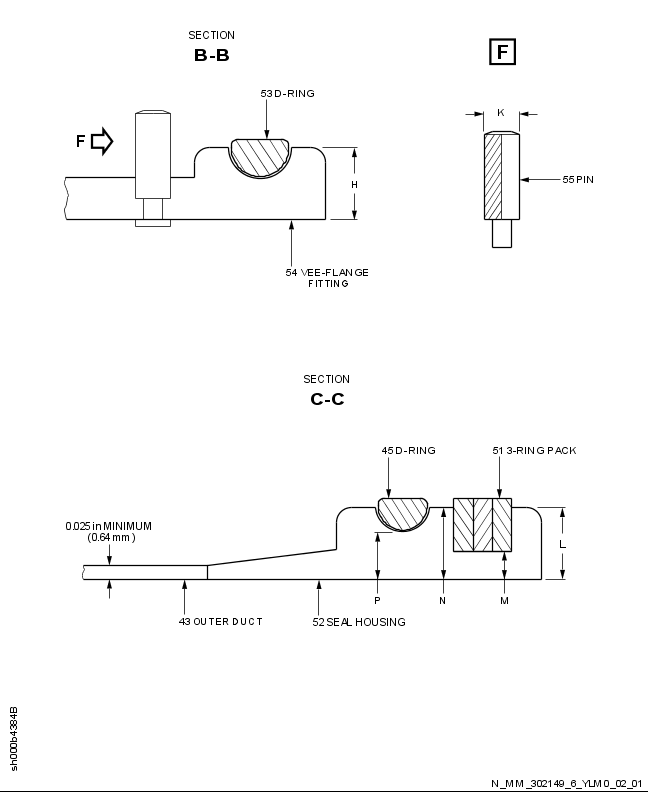 SECTION
B-B
F
53 D-RING
K
F
H
55 PIN
54 VEE-FLANGE
FITTING
SECTION
C-C
45 D-RING
51 3-RING PACK
0.025 in MINIMUM
(0.64 mm)
L
P
N
M
43 OUTER DUCT
52 SEAL HOUSING
sh000b4384B
N_MM_302149_6_YLM0_02_01